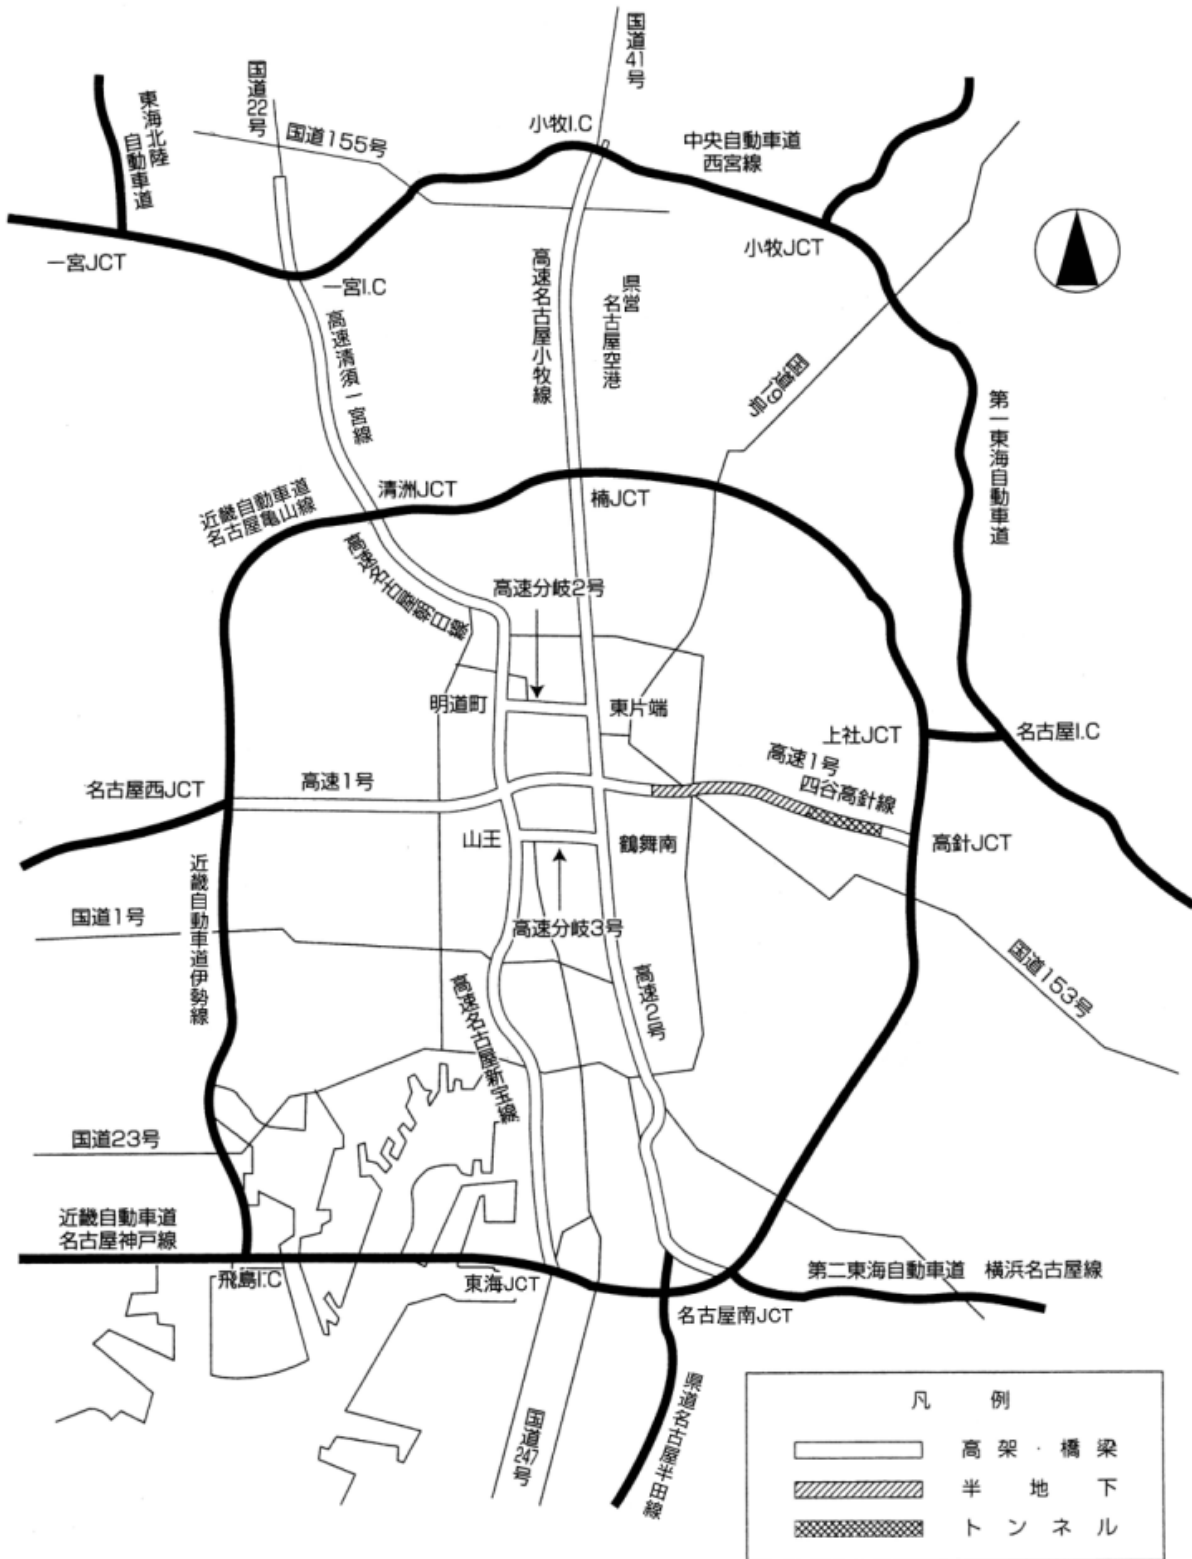 国道41号
国道22号
東海北陸
自動車道
国道155号
小牧I.C
中央自動車道
西宮線
一宮JCT
一宮I.C
小牧JCT
高速名古屋小牧線
県営
名古屋空港
高速清須一宮線
国道19号
第一東海自動車道
清洲JCT
楠JCT
近畿自動車道
名古屋亀山線
高速名古屋朝日線
高速分岐2号
明道町
東片端
上社JCT
名古屋I.C
高速1号
四谷高針線
名古屋西JCT
高速1号
山王
鶴舞南
高針JCT
近畿自動車道伊勢線
国道1号
高速分岐3号
国道153号
高速2号
高速名古屋新宝線
国道23号
近畿自動車道
名古屋神戸線
飛島I.C
東海JCT
第二東海自動車道 横浜名古屋線
名古屋南JCT
県道名古屋半田線
国道247号
凡例
高架・橋梁
半地下
トンネル